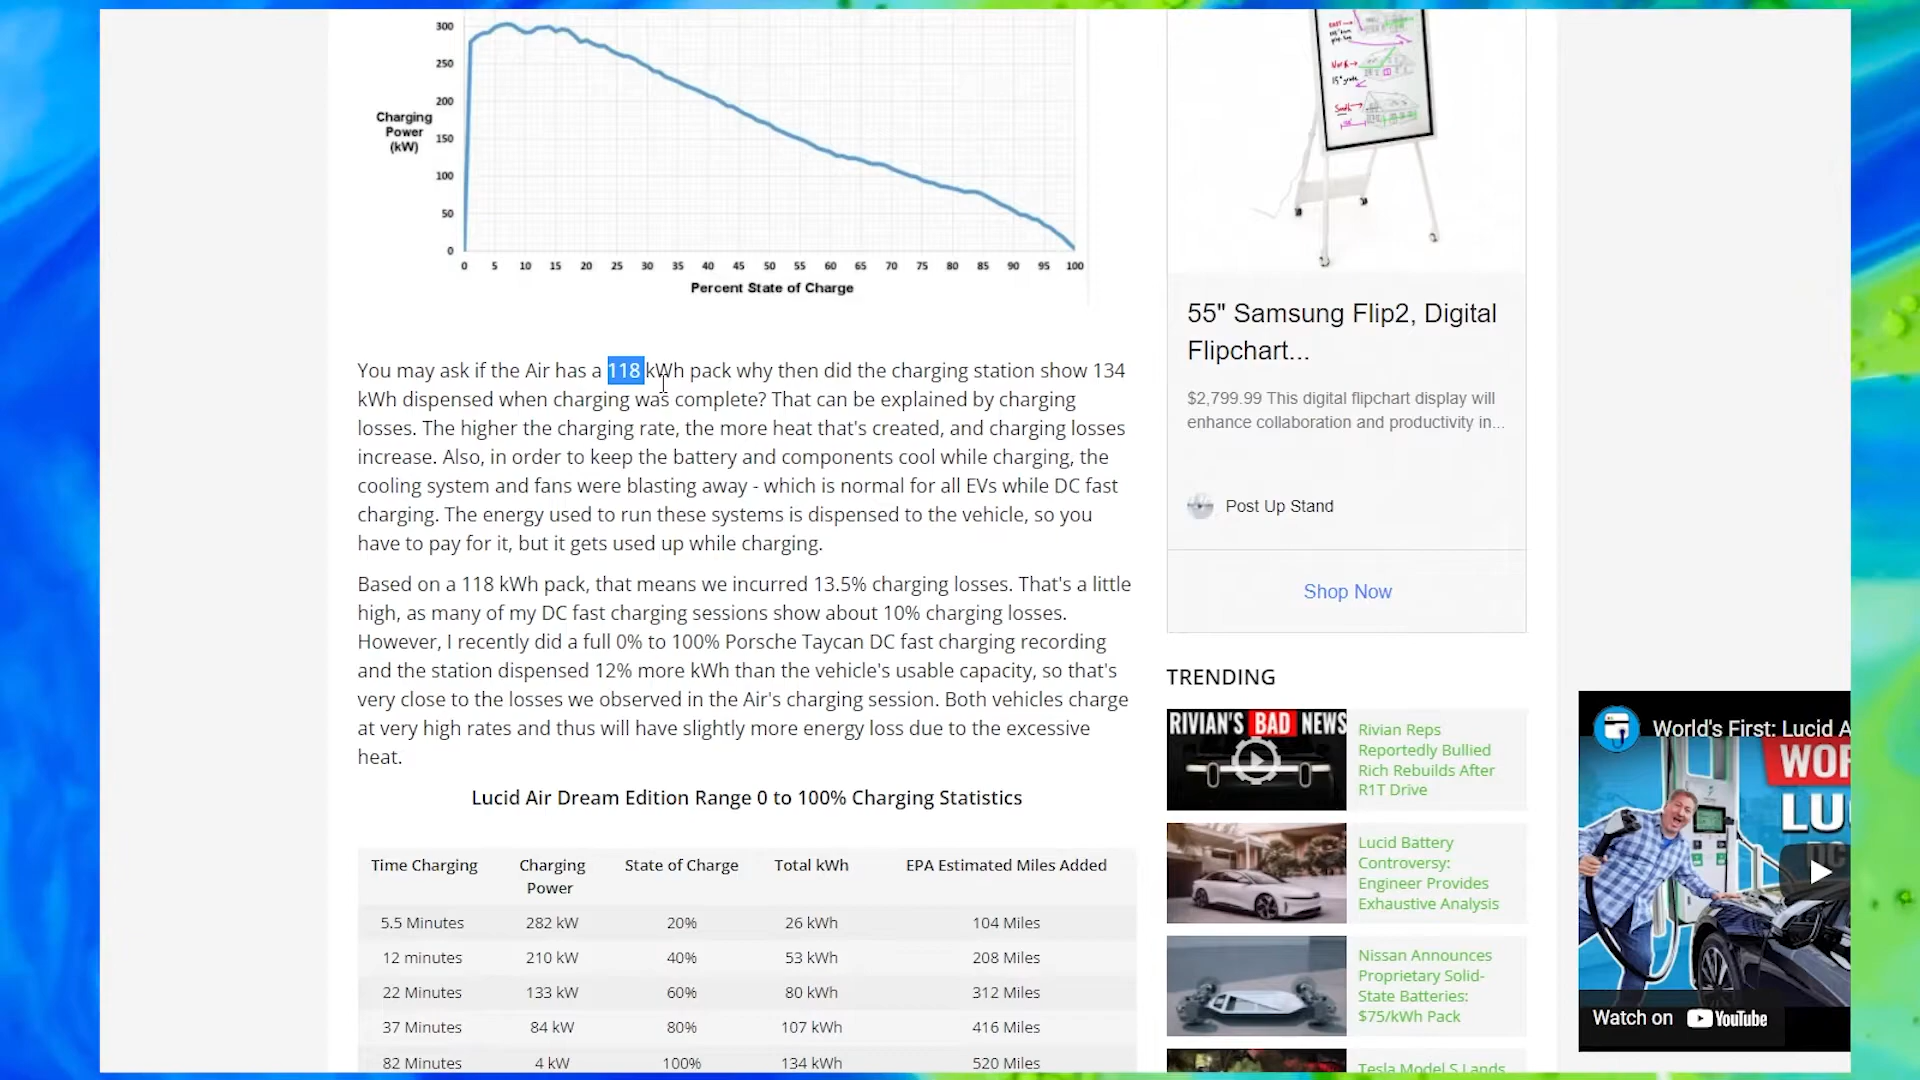 300
250
200
150
100
50
0
Charging
Power
(kW)
0 5 10 15 20 25 30 35 40 45 50 55 60 65 70 75 80 85 90 95 100
Percent State of Charge
You may ask if the Air has a 118 kWh pack why then did the charging station show 134
kWh dispensed when charging was complete? That can be explained by charging
losses. The higher the charging rate, the more heat that's created, and charging losses
increase. Also, in order to keep the battery and components cool while charging, the
cooling system and fans were blasting away - which is normal for all EVs while DC fast
charging. The energy used to run these systems is dispensed to the vehicle, so you
have to pay for it, but it gets used up while charging.
Based on a 118 kWh pack, that means we incurred 13.5% charging losses. That's a little
high, as many of my DC fast charging sessions show about 10% charging losses.
However, I recently did a full 0% to 100% Porsche Taycan DC fast charging recording
and the station dispensed 12% more kWh than the vehicle's usable capacity, so that's
very close to the losses we observed in the Air's charging session. Both vehicles charge
at very high rates and thus will have slightly more energy loss due to the excessive
heat.
Lucid Air Dream Edition Range 0 to 100% Charging Statistics
Time Charging Charging Power State of Charge Total kWh EPA Estimated Miles Added
5.5 Minutes 282 kW 20% 26 kWh 104 Miles
12 minutes 210 kW 40% 53 kWh 208 Miles
22 Minutes 133 kW 60% 80 kWh 312 Miles
37 Minutes 84 kW 80% 107 kWh 416 Miles
82 Minutes 4 kW 100% 134 kWh 520 Miles
North
15° grade
South
55" Samsung Flip2, Digital
Flipchart...
$2,799.99 This digital flipchart display will
enhance collaboration and productivity in...
Post Up Stand
Shop Now
TRENDING
RIVIAN'S BAD NEWS
Rivian Reps
Reportedly Bullied
Rich Rebuilds After
R1T Drive
Lucid Battery
Controversy:
Engineer Provides
Exhaustive Analysis
Nissan Announces
Proprietary Solid-
State Batteries:
$75/kWh Pack
Tesla Model S Lands
World's First: Lucid A
WOR
LU
DC
Watch on YouTube